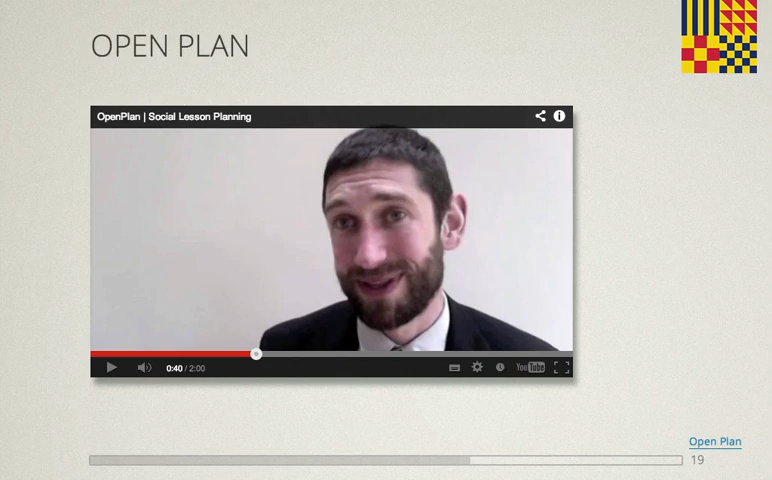 OPEN PLAN
OpenPlan | Social Lesson Planning
0:40 / 2:00
YouTube
Open Plan
19